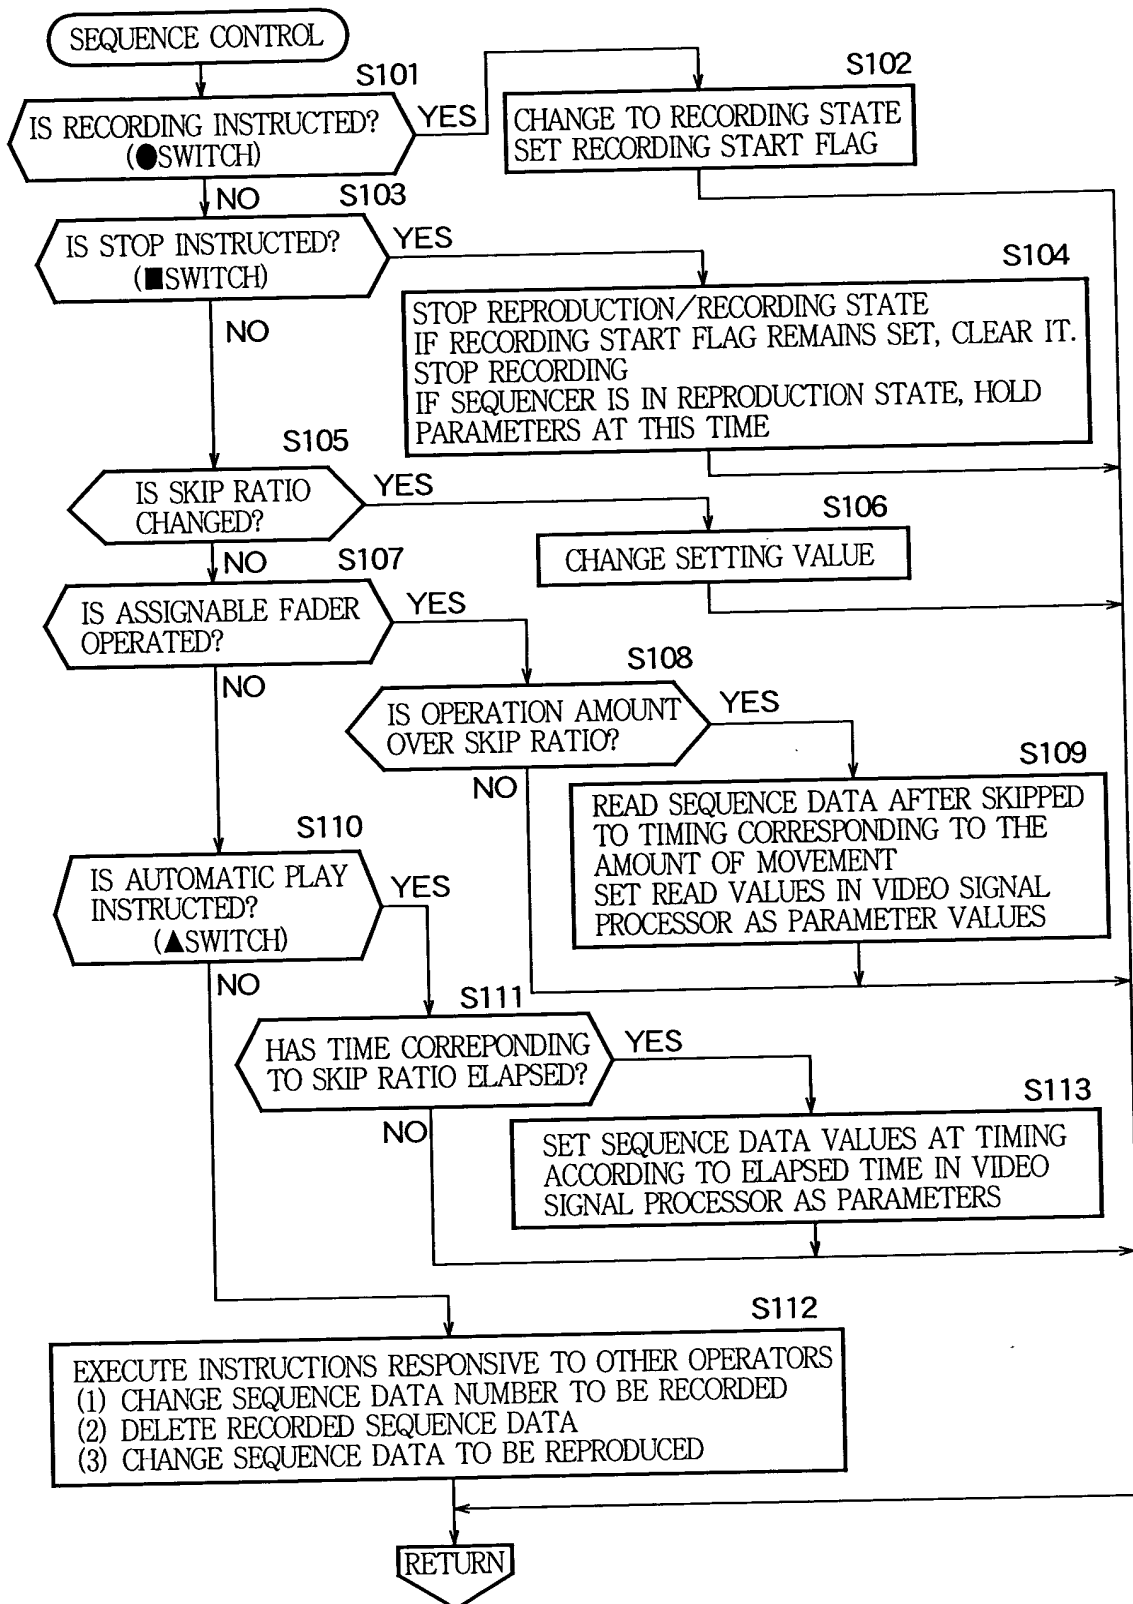 SEQUENCE CONTROL
S101
IS RECORDING INSTRUCTED?
(●SWITCH)
YES
S102
CHANGE TO RECORDING STATE
SET RECORDING START FLAG
NO
S103
IS STOP INSTRUCTED?
(■SWITCH)
YES
S104
STOP REPRODUCTION/RECORDING STATE
IF RECORDING START FLAG REMAINS SET, CLEAR IT.
STOP RECORDING
IF SEQUENCER IS IN REPRODUCTION STATE, HOLD
PARAMETERS AT THIS TIME
NO
S105
IS SKIP RATIO
CHANGED?
YES
S106
CHANGE SETTING VALUE
NO
S107
IS ASSIGNABLE FADER
OPERATED?
YES
S108
IS OPERATION AMOUNT
OVER SKIP RATIO?
YES
S109
READ SEQUENCE DATA AFTER SKIPPED
TO TIMING CORRESPONDING TO THE
AMOUNT OF MOVEMENT
SET READ VALUES IN VIDEO SIGNAL
PROCESSOR AS PARAMETER VALUES
NO
NO
S110
IS AUTOMATIC PLAY
INSTRUCTED?
(▲SWITCH)
YES
S111
HAS TIME CORREPONDING
TO SKIP RATIO ELAPSED?
YES
S113
SET SEQUENCE DATA VALUES AT TIMING
ACCORDING TO ELAPSED TIME IN VIDEO
SIGNAL PROCESSOR AS PARAMETERS
NO
NO
S112
EXECUTE INSTRUCTIONS RESPONSIVE TO OTHER OPERATORS
(1) CHANGE SEQUENCE DATA NUMBER TO BE RECORDED
(2) DELETE RECORDED SEQUENCE DATA
(3) CHANGE SEQUENCE DATA TO BE REPRODUCED
RETURN